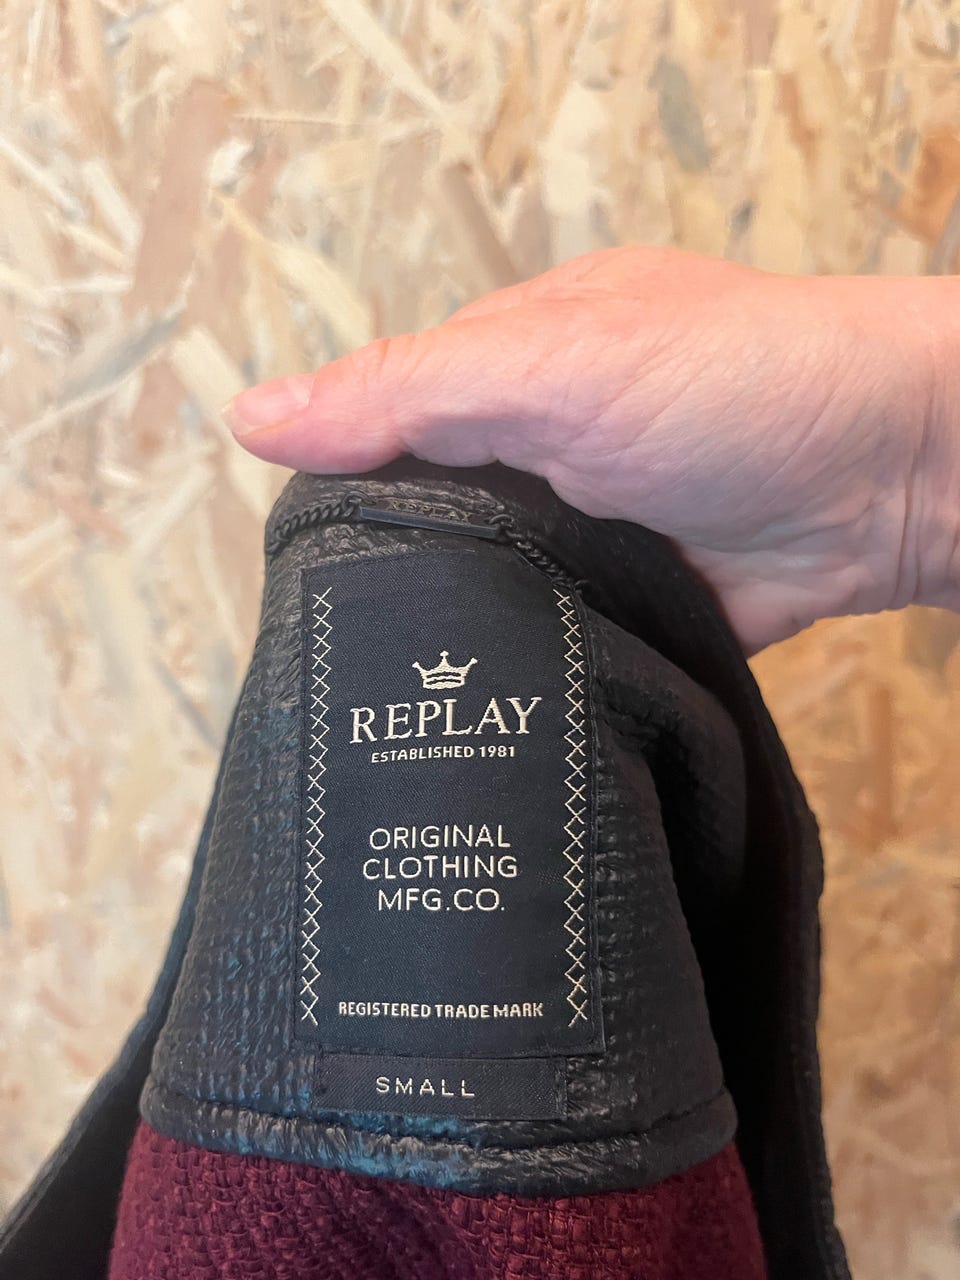 REPLAY
REPLAY
ESTABLISHED 1981
ORIGINAL
CLOTHING
MFG.CO.
REGISTERED TRADE MARK
SMALL